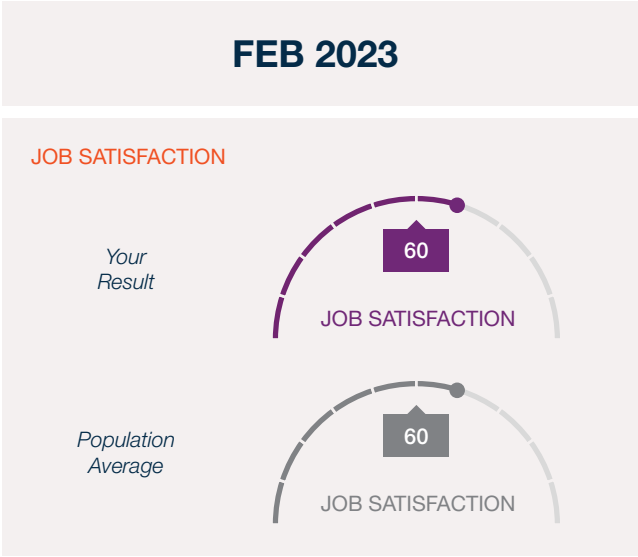 FEB 2023
JOB SATISFACTION
Your
Result
60
JOB SATISFACTION
Population
Average
60
JOB SATISFACTION